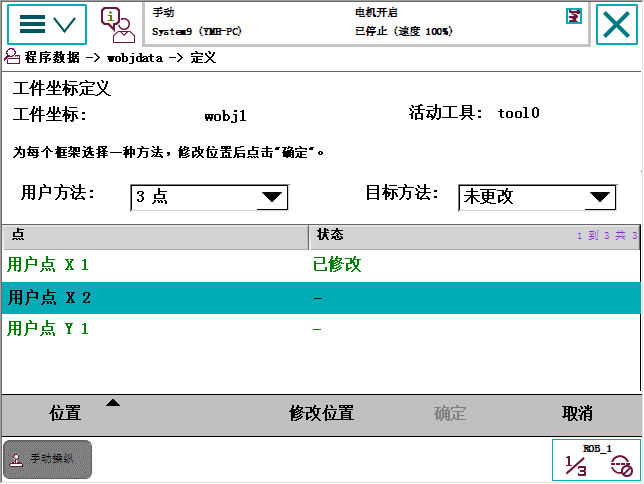 手动 电机开启
System9 (YMH-PC) 已停止 (速度 100%)
程序数据 -> wobjdata -> 定义
工件坐标定义
工件坐标: wobj1 活动工具: tool0
为每个框架选择一种方法，修改位置后点击“确定”。
用户方法: 3 点 目标方法: 未更改
点 状态 1 到 3 共 3
用户点 X 1 已修改
用户点 X 2 -
用户点 Y 1 -
位置 修改位置 确定 取消
手动操纵 ROB_1
1/3